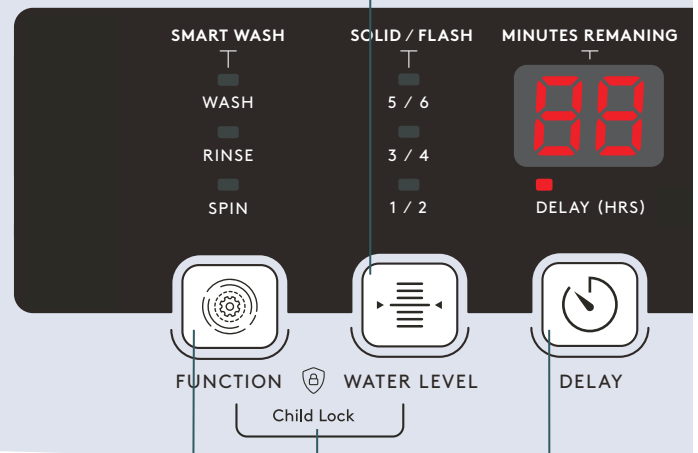 SMART WASH
SOLID / FLASH
MINUTES REMANING
WASH
5 / 6
88
RINSE
3 / 4
SPIN
1 / 2
DELAY (HRS)
FUNCTION
WATER LEVEL
DELAY
Child Lock